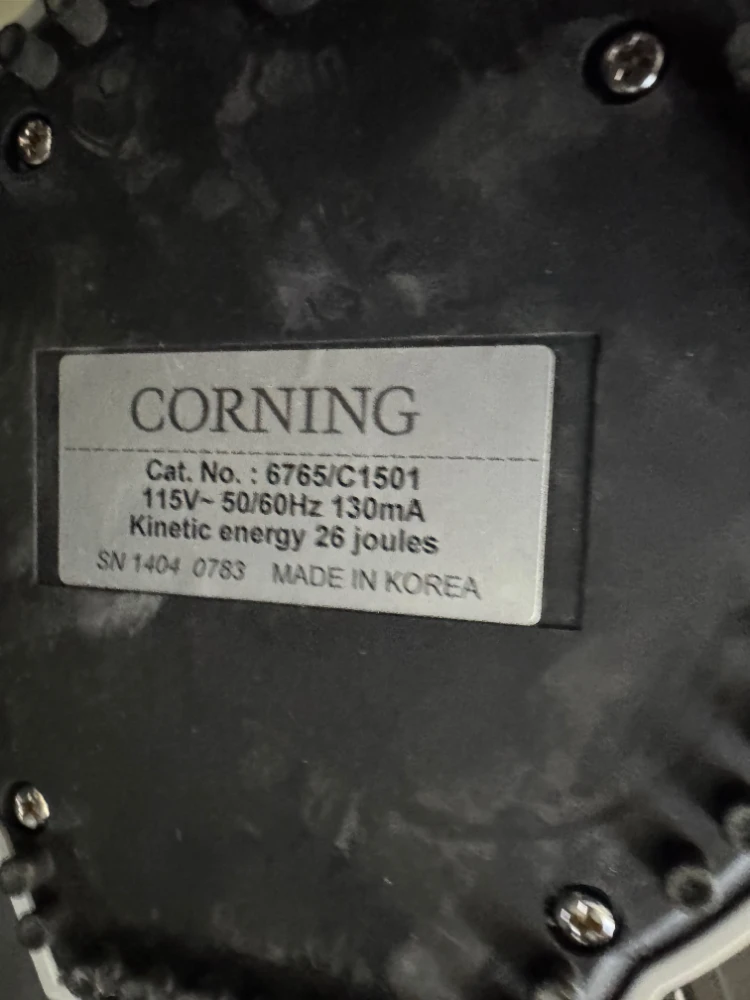 CORNING
Cat. No. : 6765/C1501
115V~ 50/60Hz 130mA
Kinetic energy 26 joules
SN 1404 0783 MADE IN KOREA